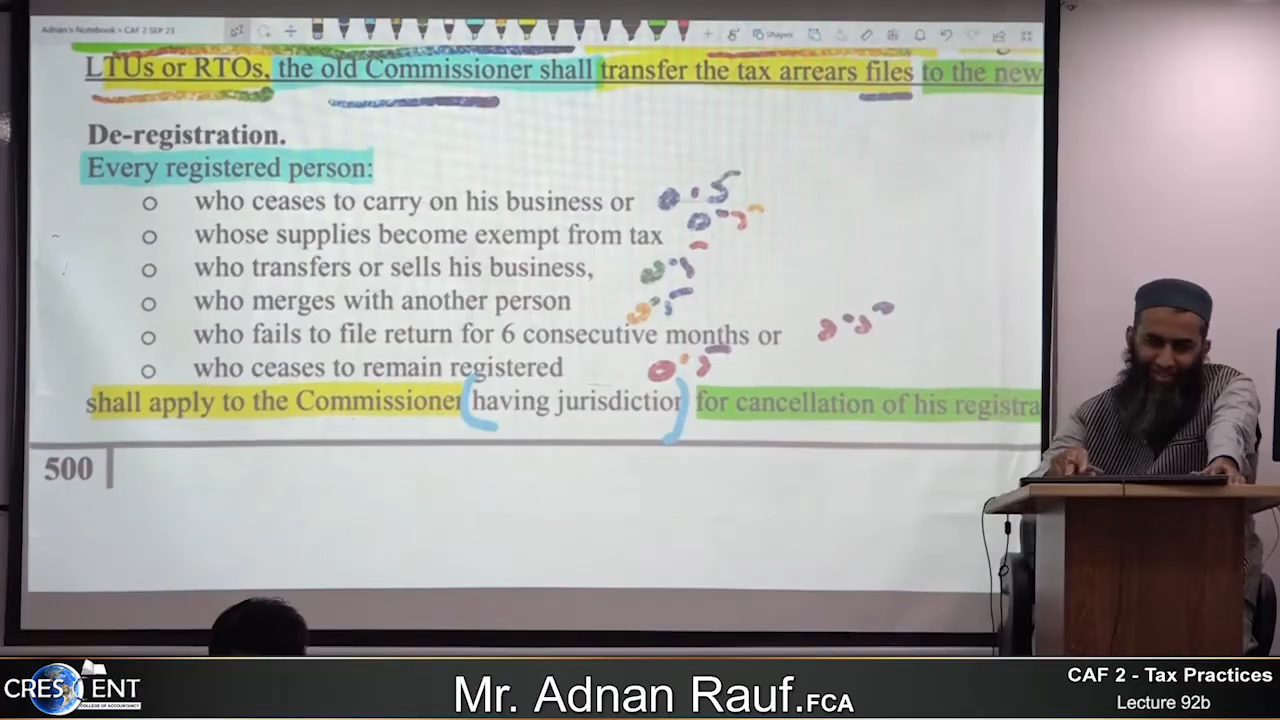 Adnan's Notebook » CAF 2 SEP 23
Shapes
LTUs or RTOs, the old Commissioner shall transfer the tax arrears files to the new
De-registration.
Every registered person:
o who ceases to carry on his business or
o whose supplies become exempt from tax
o who transfers or sells his business,
o who merges with another person
o who fails to file return for 6 consecutive months or
o who ceases to remain registered
shall apply to the Commissioner (having jurisdiction) for cancellation of his registra
500
CRESCENT
COLLEGE OF ACCOUNTANCY
Mr. Adnan Rauf.FCA
CAF 2 - Tax Practices
Lecture 92b